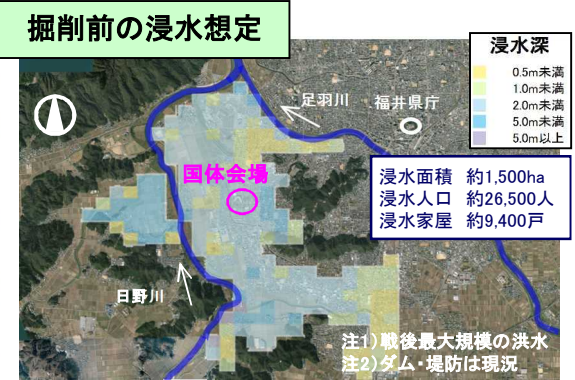 掘削前の浸水想定
浸水深
0.5m未満
1.0m未満
2.0m未満
5.0m未満
5.0m以上
足羽川
福井県庁
国体会場
浸水面積 約1,500ha
浸水人口 約26,500人
浸水家屋 約9,400戸
日野川
注1)戦後最大規模の洪水
注2)ダム・堤防は現況